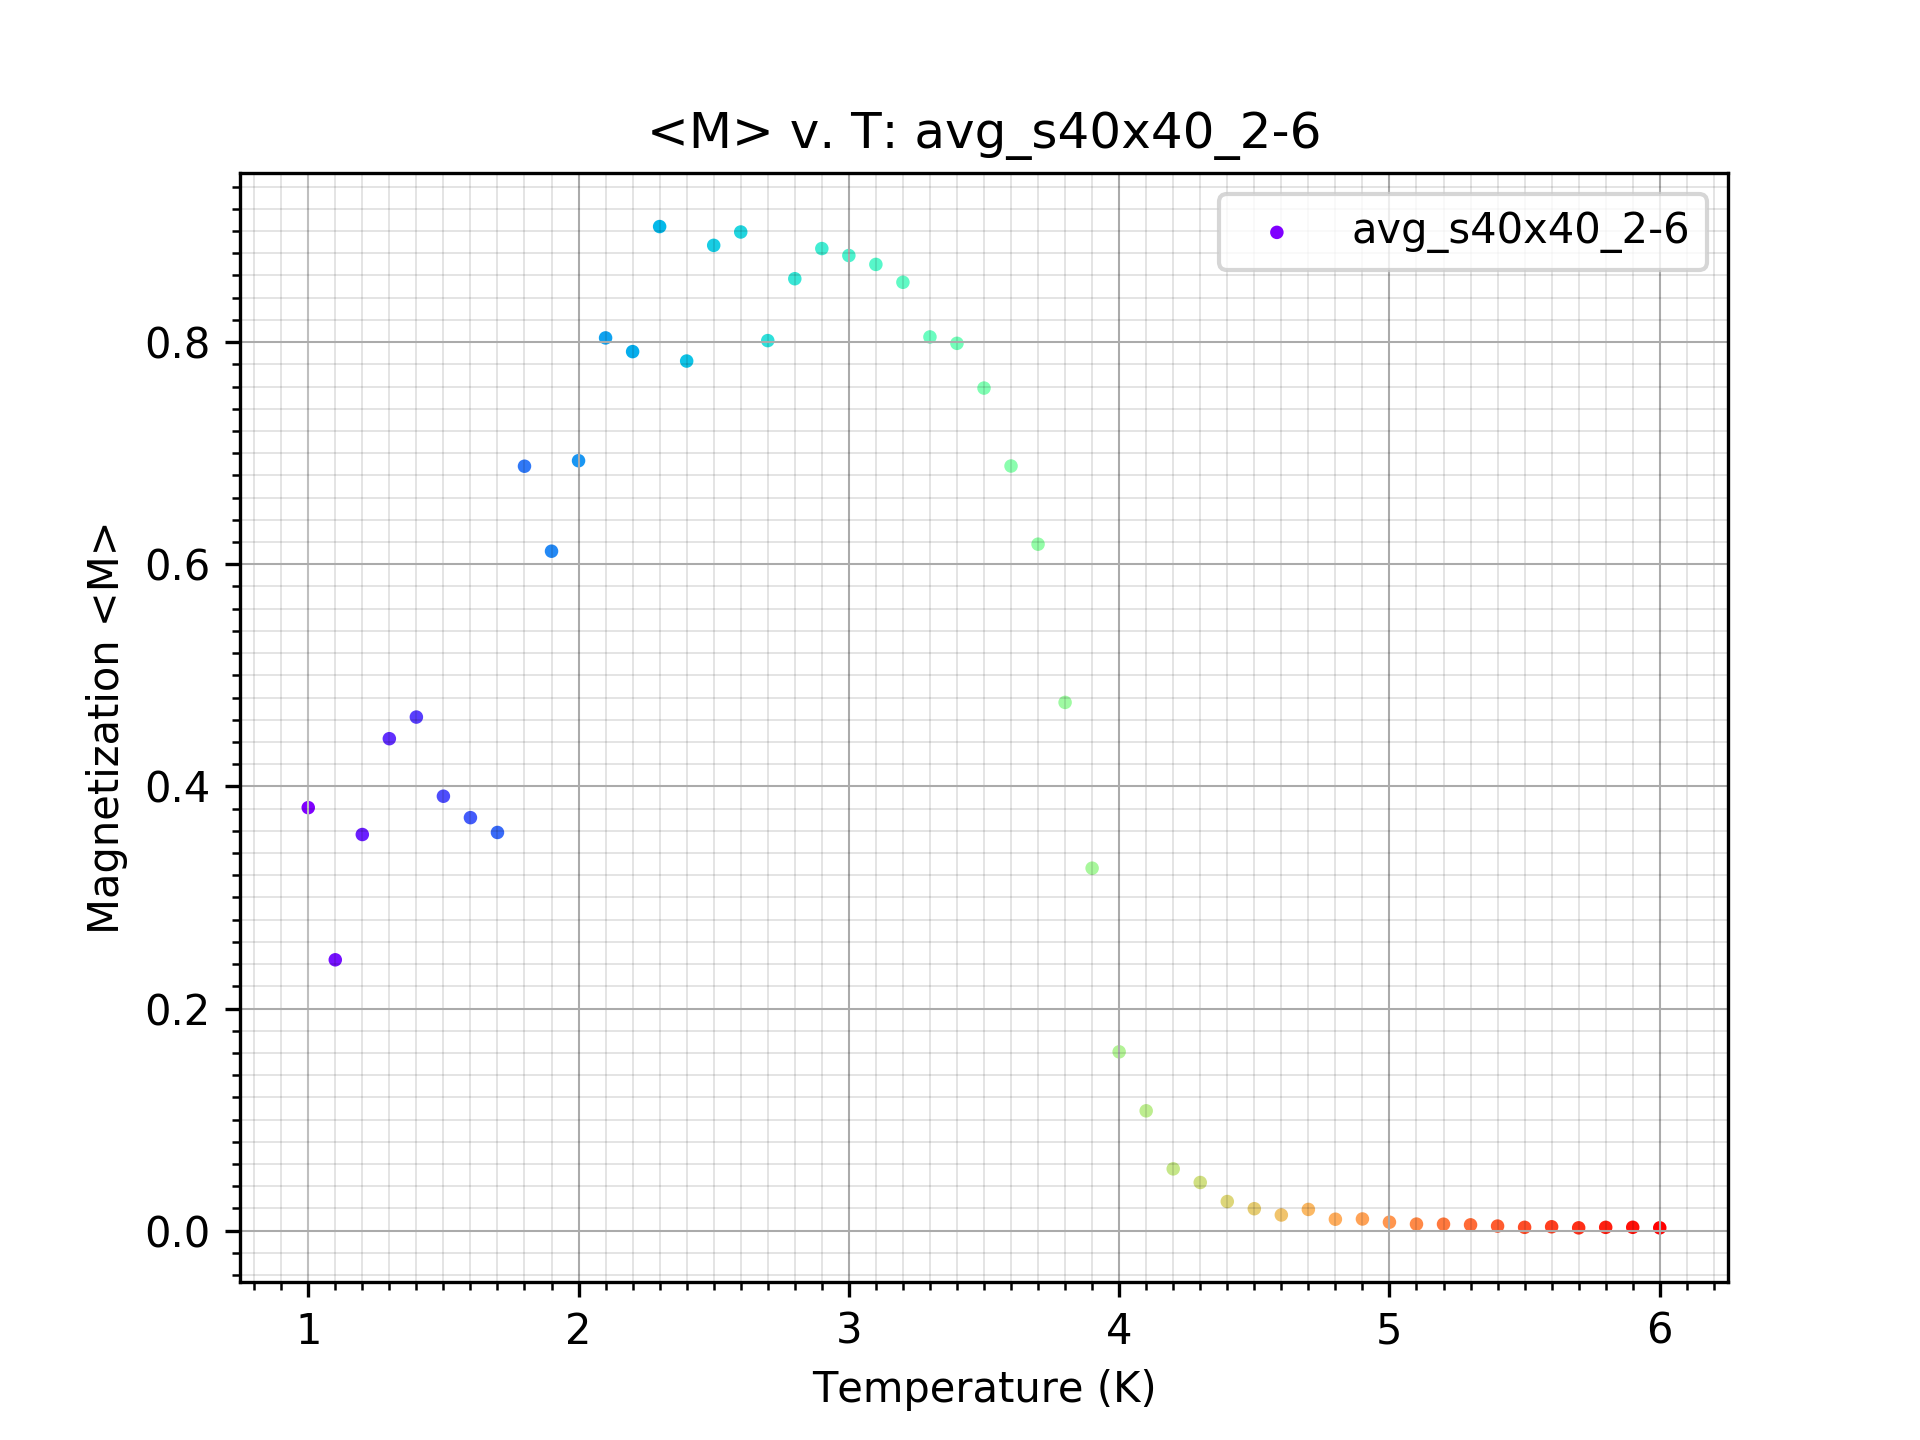 <M> v. T: avg_s40x40_2-6
avg_s40x40_2-6
Magnetization <M>
0.8
0.6
0.4
0.2
0.0
1 2 3 4 5 6
Temperature (K)